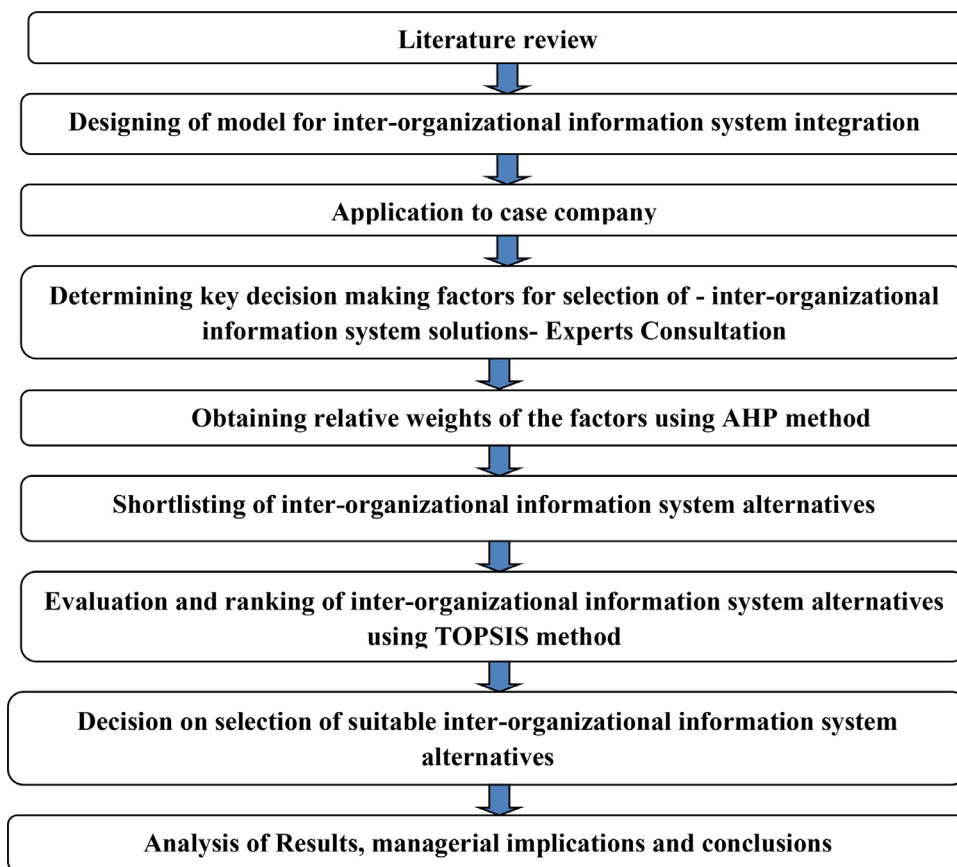 Literature review
Designing of model for inter-organizational information system integration
Application to case company
Determining key decision making factors for selection of - inter-organizational
information system solutions- Experts Consultation
Obtaining relative weights of the factors using AHP method
Shortlisting of inter-organizational information system alternatives
Evaluation and ranking of inter-organizational information system alternatives
using TOPSIS method
Decision on selection of suitable inter-organizational information system
alternatives
Analysis of Results, managerial implications and conclusions